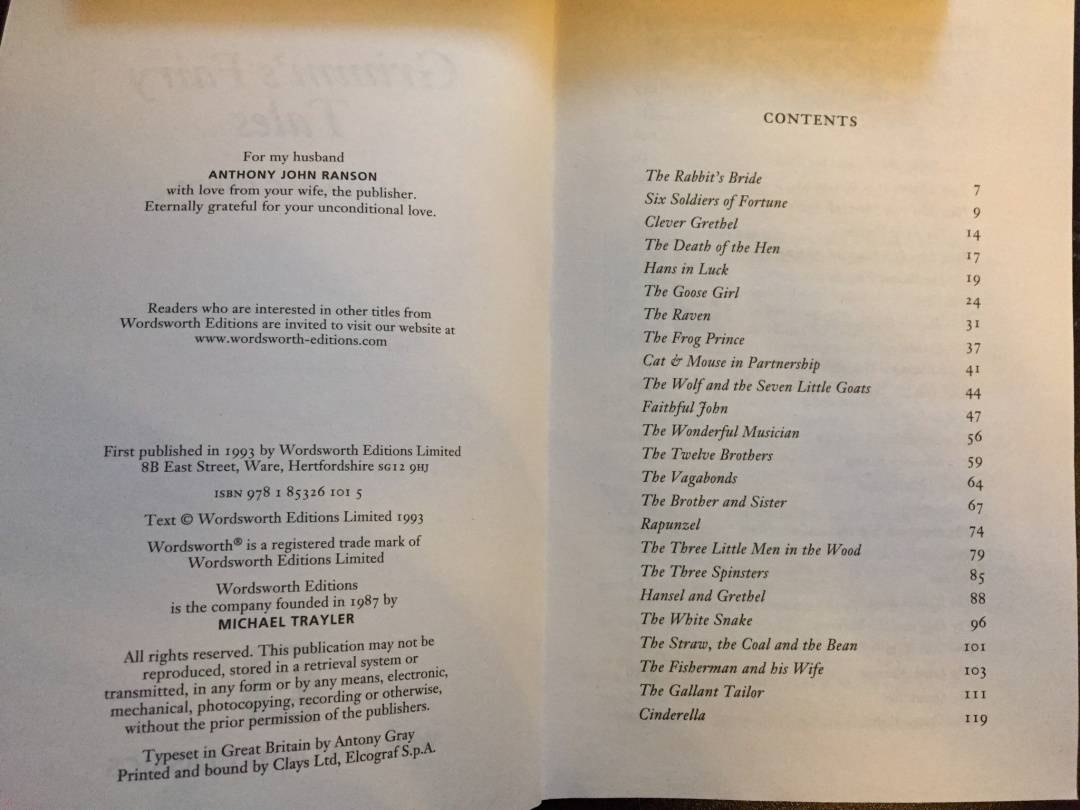 For my husband
ANTHONY JOHN RANSON
with love from your wife, the publisher.
Eternally grateful for your unconditional love.
Readers who are interested in other titles from
Wordsworth Editions are invited to visit our website at
www.wordsworth-editions.com
First published in 1993 by Wordsworth Editions Limited
8B East Street, Ware, Hertfordshire SG12 9HJ
ISBN 978 1 85326 101 5
Text © Wordsworth Editions Limited 1993
Wordsworth® is a registered trade mark of
Wordsworth Editions Limited
Wordsworth Editions
is the company founded in 1987 by
MICHAEL TRAYLER
All rights reserved. This publication may not be
reproduced, stored in a retrieval system or
transmitted, in any form or by any means, electronic,
mechanical, photocopying, recording or otherwise,
without the prior permission of the publishers.
Typeset in Great Britain by Antony Gray
Printed and bound by Clays Ltd, Elcograf S.p.A.
CONTENTS
The Rabbit's Bride 7
Six Soldiers of Fortune 9
Clever Grethel 14
The Death of the Hen 17
Hans in Luck 19
The Goose Girl 24
The Raven 31
The Frog Prince 37
Cat & Mouse in Partnership 41
The Wolf and the Seven Little Goats 44
Faithful John 47
The Wonderful Musician 56
The Twelve Brothers 59
The Vagabonds 64
The Brother and Sister 67
Rapunzel 74
The Three Little Men in the Wood 79
The Three Spinsters 85
Hansel and Grethel 88
The White Snake 96
The Straw, the Coal and the Bean 101
The Fisherman and his Wife 103
The Gallant Tailor 111
Cinderella 119